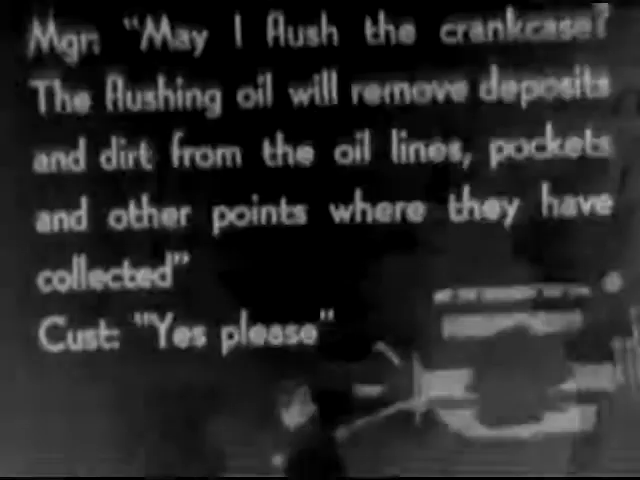 Mgr: "May I flush the crankcase?
The flushing oil will remove deposits
and dirt from the oil lines, pockets
and other points where they have
collected"
Cust: "Yes please"